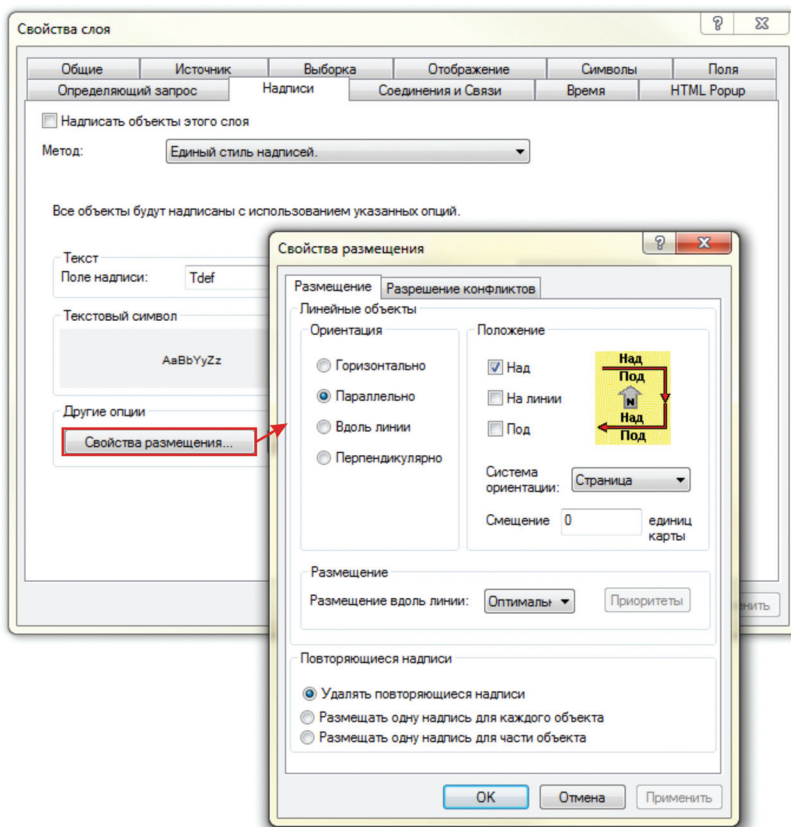 Свойства слоя
Общие Источник Выборка Отображение Символы Поля
Определяющий запрос Надписи Соединения и Связи Время HTML Popup
Надписать объекты этого слоя
Метод: Единый стиль надписей.
Все объекты будут надписаны с использованием указанных опций.
Текст
Поле надписи: Tdef
Текстовый символ
AaBbYyZz
Другие опции
Свойства размещения...
Свойства размещения
Размещение Разрешение конфликтов
Линейные объекты
Ориентация
Горизонтально
Параллельно
Вдоль линии
Перпендикулярно
Положение
Над
На линии
Под
Над
Под
N
Над
Под
Система
ориентации: Страница
Смещение 0 единиц
карты
Размещение
Размещение вдоль линии: Оптимальн Приоритеты
Повторяющиеся надписи
Удалять повторяющиеся надписи
Размещать одну надпись для каждого объекта
Размещать одну надпись для части объекта
OK Отмена Применить